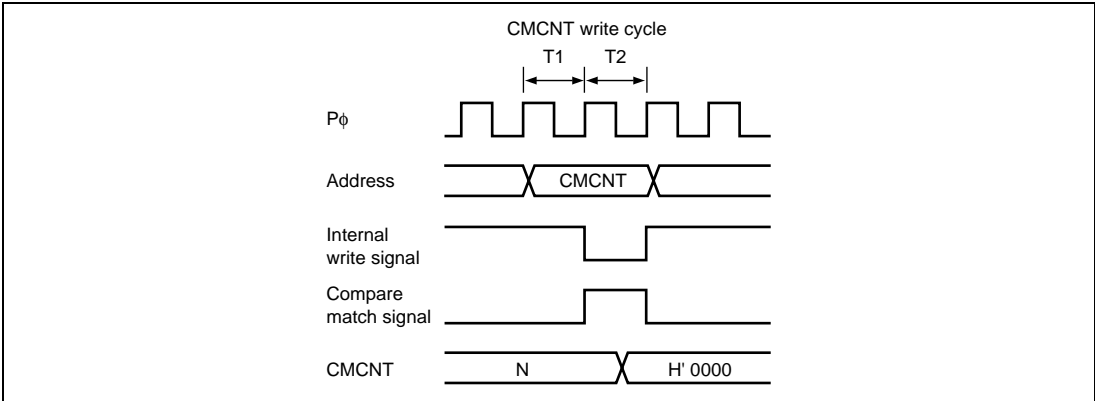 CMCNT write cycle
T1 T2
Pϕ
Address CMCNT
Internal
write signal
Compare
match signal
CMCNT N H' 0000